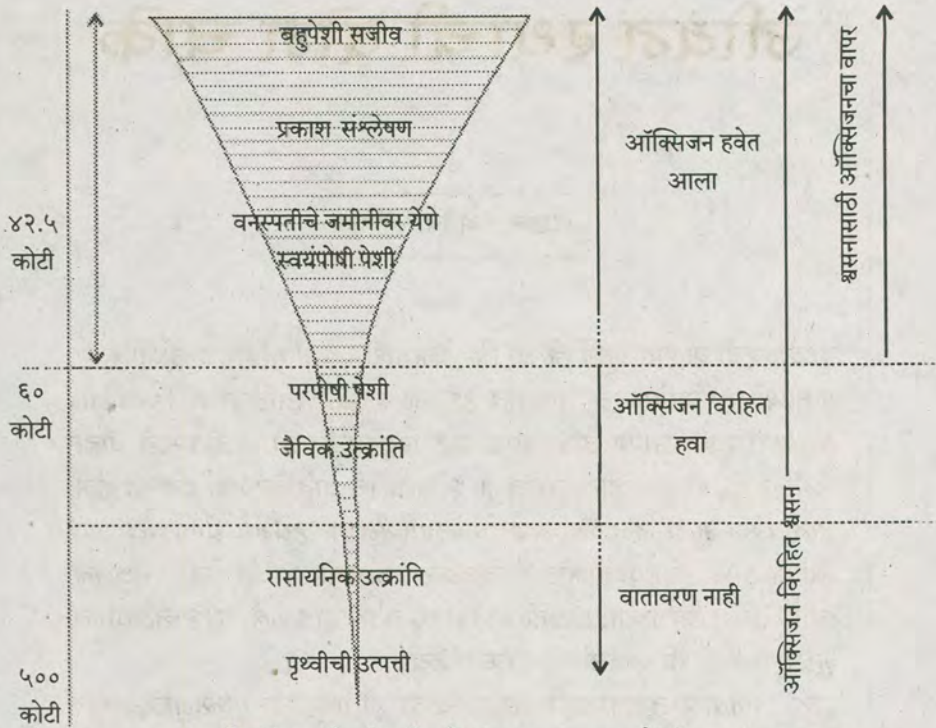 बहुपेशी सजीव
प्रकाश संश्लेषण
वनस्पतीचे जमीनीवर येणे
स्वयंपोषी पेशी
परपोषी पेशी
जैविक उत्क्रांति
रासायनिक उत्क्रांति
पृथ्वीची उत्पत्ती
४२.५
कोटी
६०
कोटी
५००
कोटी
ऑक्सिजन हवेत
आला
ऑक्सिजन विरहित
हवा
वातावरण नाही
ऑक्सिजन विरहित श्वसन
श्वसनासाठी ऑक्सिजनचा वापर